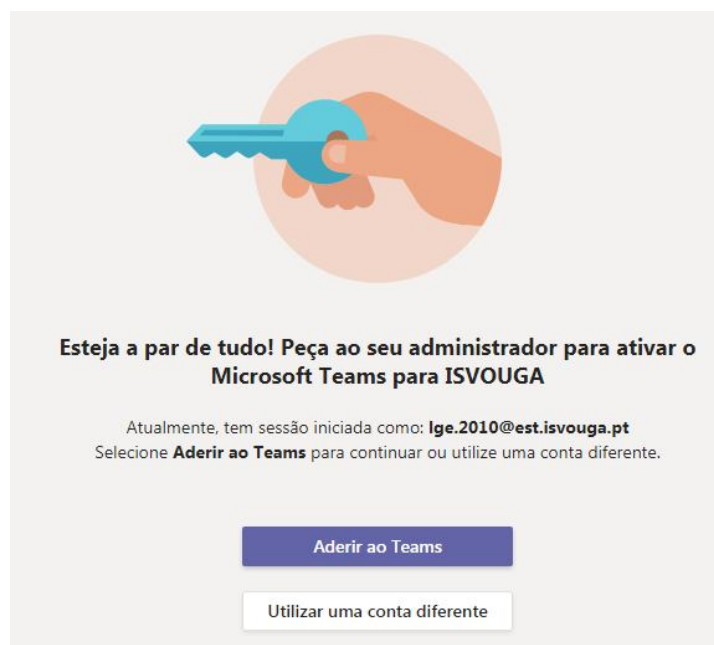 Esteja a par de tudo! Peça ao seu administrador para ativar o
Microsoft Teams para ISVOUGA
Atualmente, tem sessão iniciada como: lge.2010@est.isvouga.pt
Selecione Aderir ao Teams para continuar ou utilize uma conta diferente.
Aderir ao Teams
Utilizar uma conta diferente